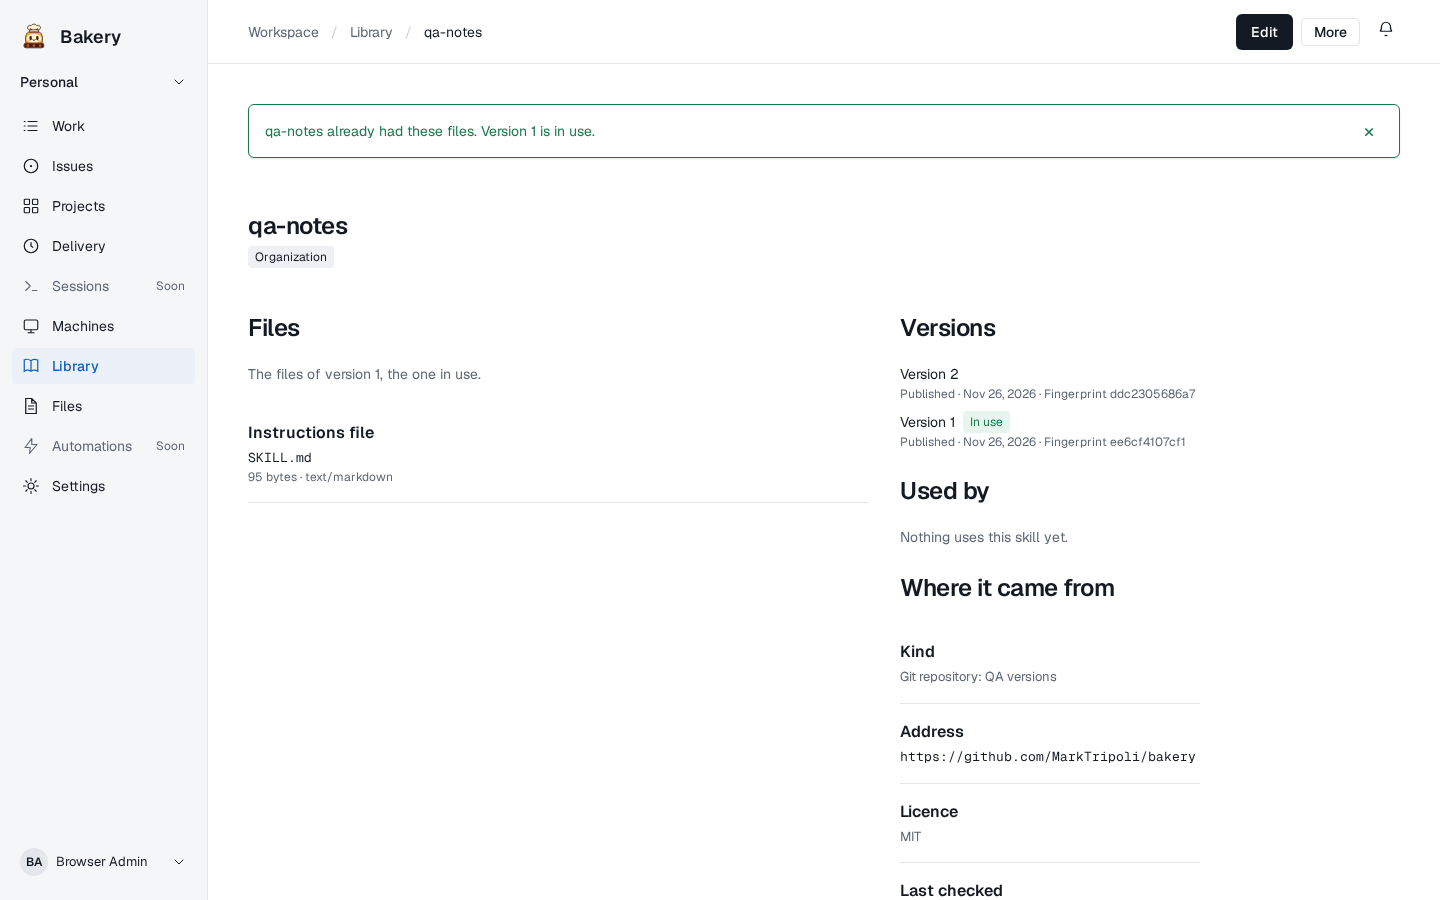 Bakery
Personal
Work
Issues
Projects
Delivery
Sessions Soon
Machines
Library
Files
Automations Soon
Settings
BA Browser Admin
Workspace / Library / qa-notes
Edit More
qa-notes already had these files. Version 1 is in use.
qa-notes
Organization
Files
The files of version 1, the one in use.
Instructions file
SKILL.md
95 bytes · text/markdown
Versions
Version 2
Published · Nov 26, 2026 · Fingerprint ddc2305686a7
Version 1 In use
Published · Nov 26, 2026 · Fingerprint ee6cf4107cf1
Used by
Nothing uses this skill yet.
Where it came from
Kind
Git repository: QA versions
Address
https://github.com/MarkTripoli/bakery
Licence
MIT
Last checked